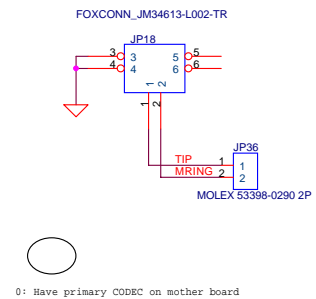 FOXCONN_JM34613-L002-TR
JP18
3 3 5 5
4 4 6 6
1 2
1 2
JP36
TIP 1 1
MRING 2 2
MOLEX 53398-0290 2P
0: Have primary CODEC on mother board